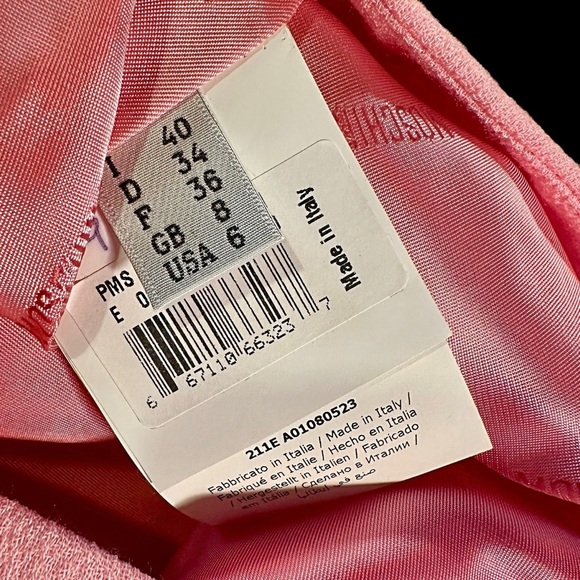 I 40
D 34
F 36
GB 8
USA 6
PMS
E 0
Made in Italy
6 67110 66323 7
211E A01080523
Fabbricato in Italia / Made in Italy /
Fabriqué en Italie / Hecho en Italia
/ Hergestellt in Italien / Fabricado
em Italia / Сделано в Италии /